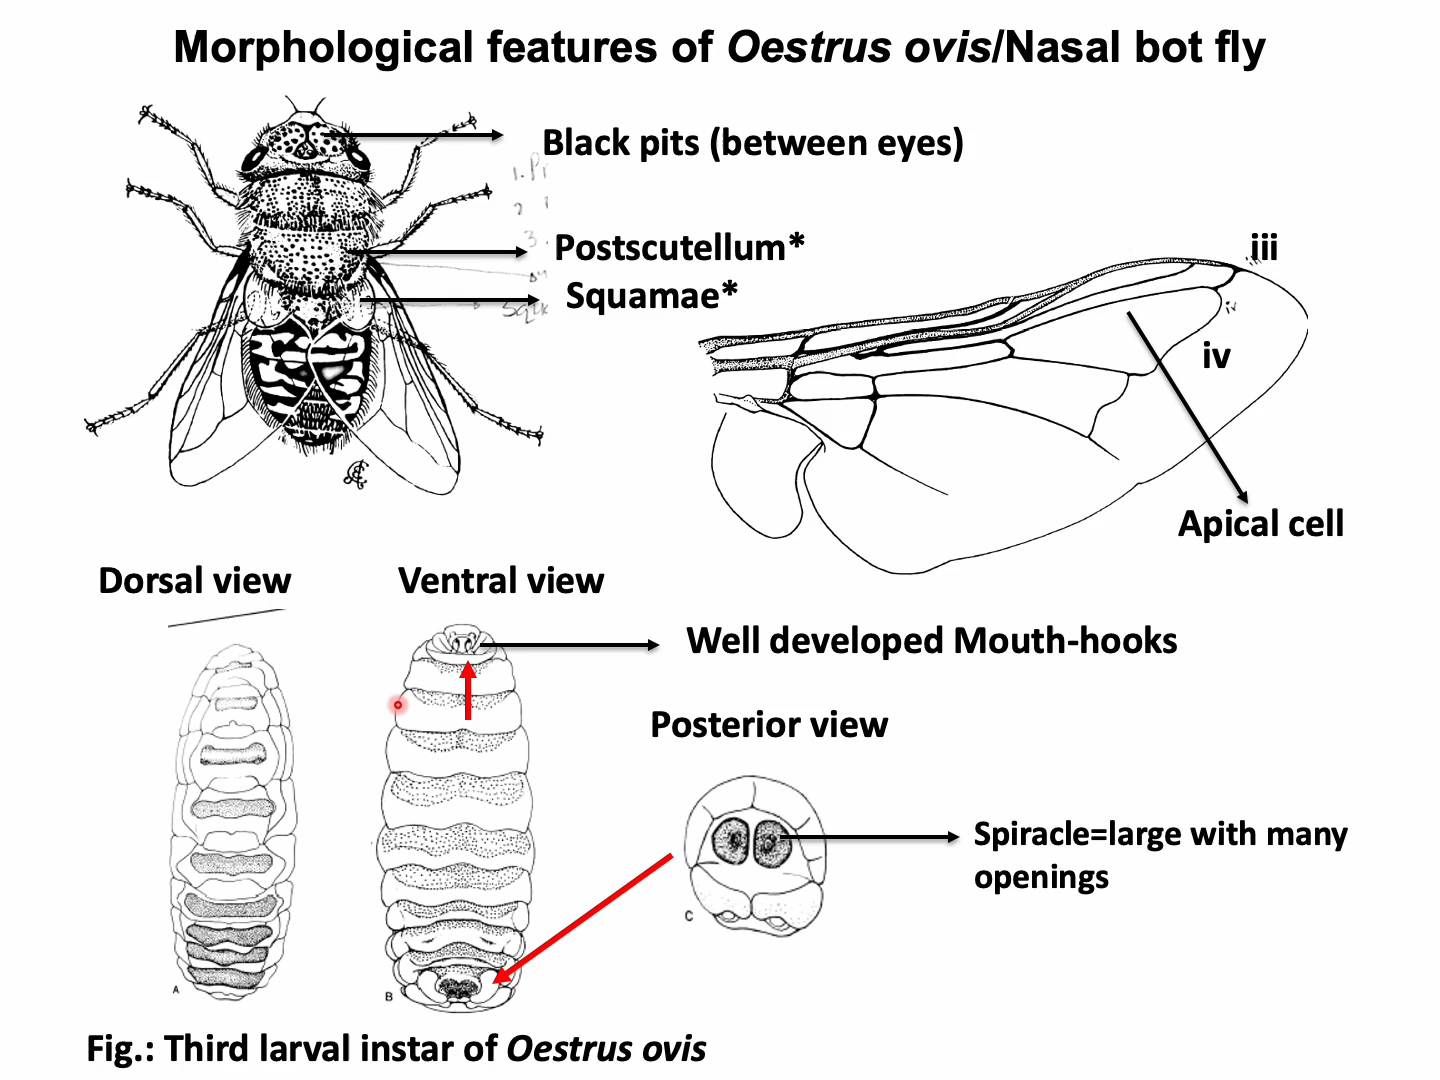 Morphological features of Oestrus ovis/Nasal bot fly
Black pits (between eyes)
Postscutellum*
Squamae*
iii
iv
iv
Apical cell
Dorsal view
Ventral view
Well developed Mouth-hooks
Posterior view
Spiracle=large with many
openings
A
B
C
Fig.: Third larval instar of Oestrus ovis